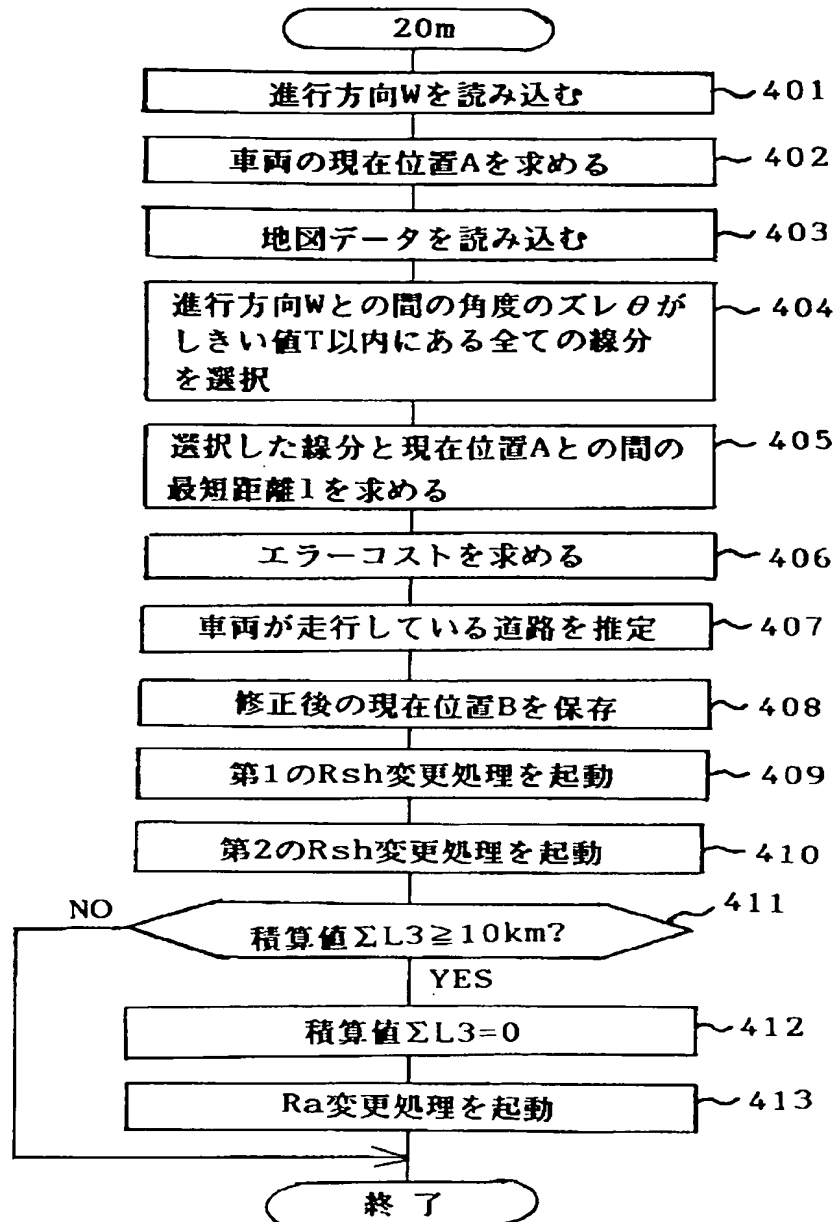 20m
進行方向Wを読み込む
401
車両の現在位置Aを求める
402
地図データを読み込む
403
進行方向Wとの間の角度のズレθが
しきい値T以内にある全ての線分
を選択
404
選択した線分と現在位置Aとの間の
最短距離lを求める
405
エラーコストを求める
406
車両が走行している道路を推定
407
修正後の現在位置Bを保存
408
第1のRsh変更処理を起動
409
第2のRsh変更処理を起動
410
411
NO
積算値ΣL3≧10km?
YES
積算値ΣL3=0
412
Ra変更処理を起動
413
終了